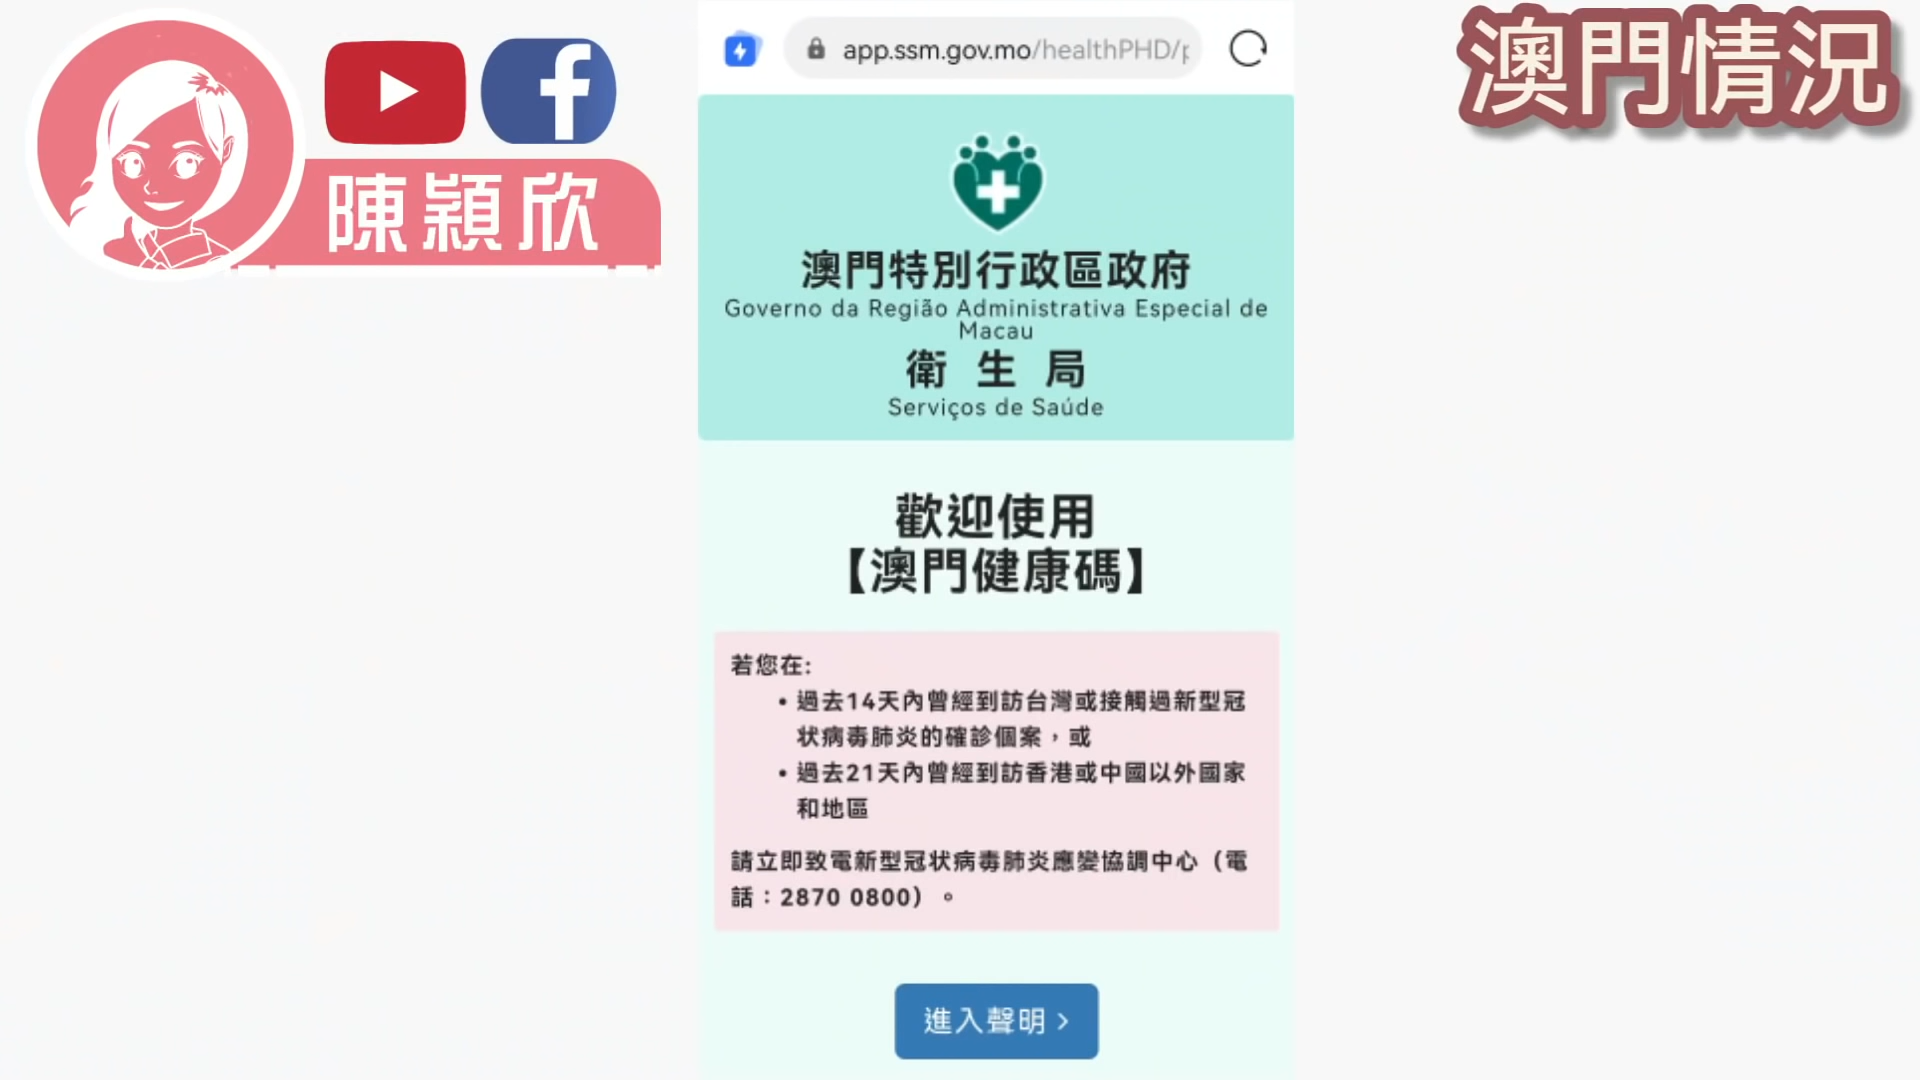 陳穎欣
澳門情況
app.ssm.gov.mo/healthPHD/p
澳門特別行政區政府
Governo da Região Administrativa Especial de
Macau
衛生局
Serviços de Saúde
歡迎使用
【澳門健康碼】
若您在:
• 過去14天內曾經到訪台灣或接觸過新型冠
状病毒肺炎的確診個案，或
• 過去21天內曾經到訪香港或中國以外國家
和地區
請立即致電新型冠状病毒肺炎應變協調中心（電
話：2870 0800）。
進入聲明 >